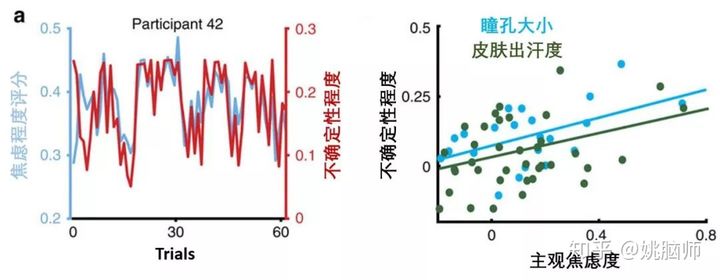 a
Participant 42
0.5
0.4
0.3
0.2
焦虑程度评分
0.3
0.2
0.1
0
不确定性程度
0
30
60
Trials
瞳孔大小
皮肤出汗度
0.5
0.25
0
不确定性程度
0
0.4
0.8
主观焦虑度
知乎 @姚脑师